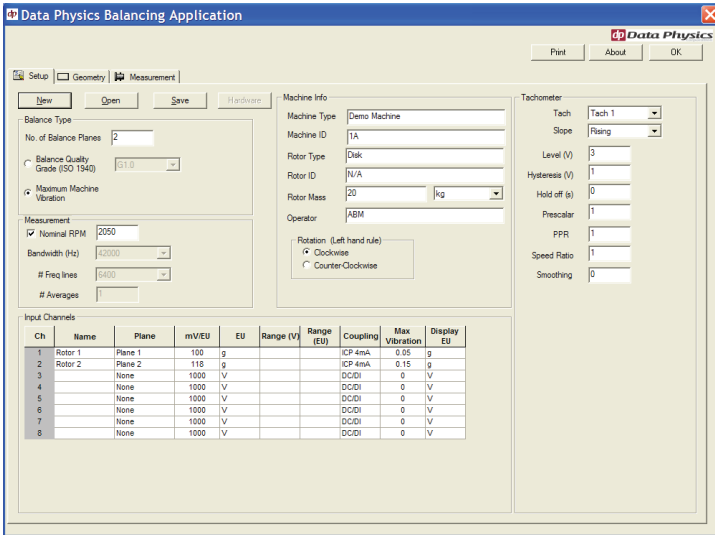 dp Data Physics Balancing Application
dp Data Physics
Print About OK
Setup Geometry Measurement
New Open Save Hardware
Balance Type
No. of Balance Planes 2
Balance Quality Grade (ISO 1940) G1.0
Maximum Machine Vibration
Measurement
Nominal RPM 2050
Bandwidth (Hz) 42000
# Freq lines 6400
# Averages 1
Machine Info
Machine Type Demo Machine
Machine ID 1A
Rotor Type Disk
Rotor ID N/A
Rotor Mass 20 kg
Operator ABM
Rotation (Left hand rule)
Clockwise
Counter-Clockwise
Tachometer
Tach Tach 1
Slope Rising
Level (V) 3
Hysteresis (V) 1
Hold off (s) 0
Prescalar 1
PPR 1
Speed Ratio 1
Smoothing 0
Input Channels
Ch Name Plane mV/EU EU Range (V) Range (EU) Coupling Max Vibration Display EU
1 Rotor 1 Plane 1 100 g ICP 4mA 0.05 g
2 Rotor 2 Plane 2 118 g ICP 4mA 0.15 g
3 None 1000 V DC/DI 0 V
4 None 1000 V DC/DI 0 V
5 None 1000 V DC/DI 0 V
6 None 1000 V DC/DI 0 V
7 None 1000 V DC/DI 0 V
8 None 1000 V DC/DI 0 V